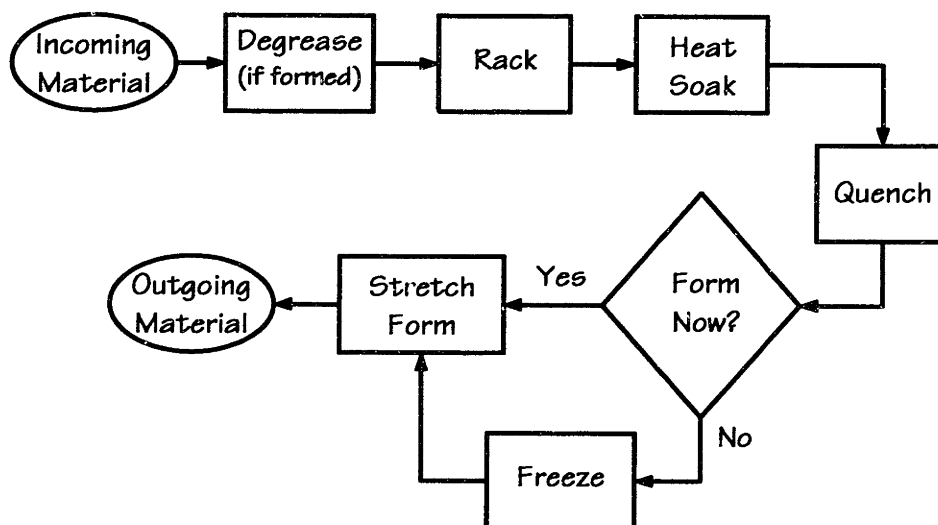 Incoming
Material
Degrease
(if formed)
Rack
Heat
Soak
Quench
Form
Now?
Yes
No
Freeze
Stretch
Form
Outgoing
Material